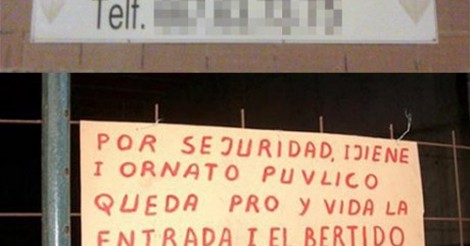 Telf.
POR SEJURIDAD, IJIENE
I ORNATO PUVLICO
QUEDA PRO Y VIDA LA
ENTRADA I EL BERTIDO